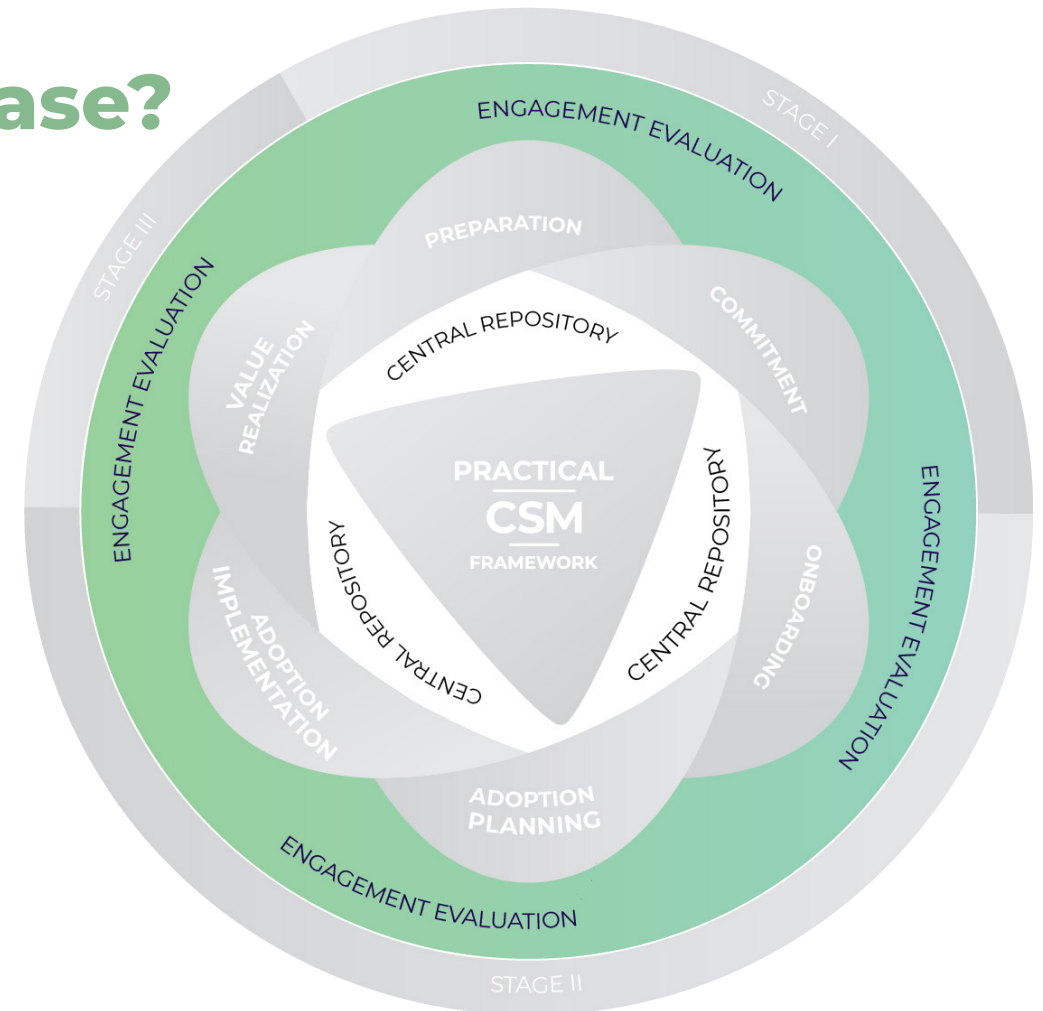 ase?
STAGE I
STAGE III
ENGAGEMENT EVALUATION
ENGAGEMENT EVALUATION
PREPARATION
COMMITMENT
VALUE
REALIZATION
CENTRAL REPOSITORY
PRACTICAL
CSM
FRAMEWORK
CENTRAL REPOSITORY
CENTRAL REPOSITORY
ENGAGEMENT EVALUATION
ONBOARDING
ADOPTION
IMPLEMENTATION
ADOPTION
PLANNING
ENGAGEMENT EVALUATION
STAGE II